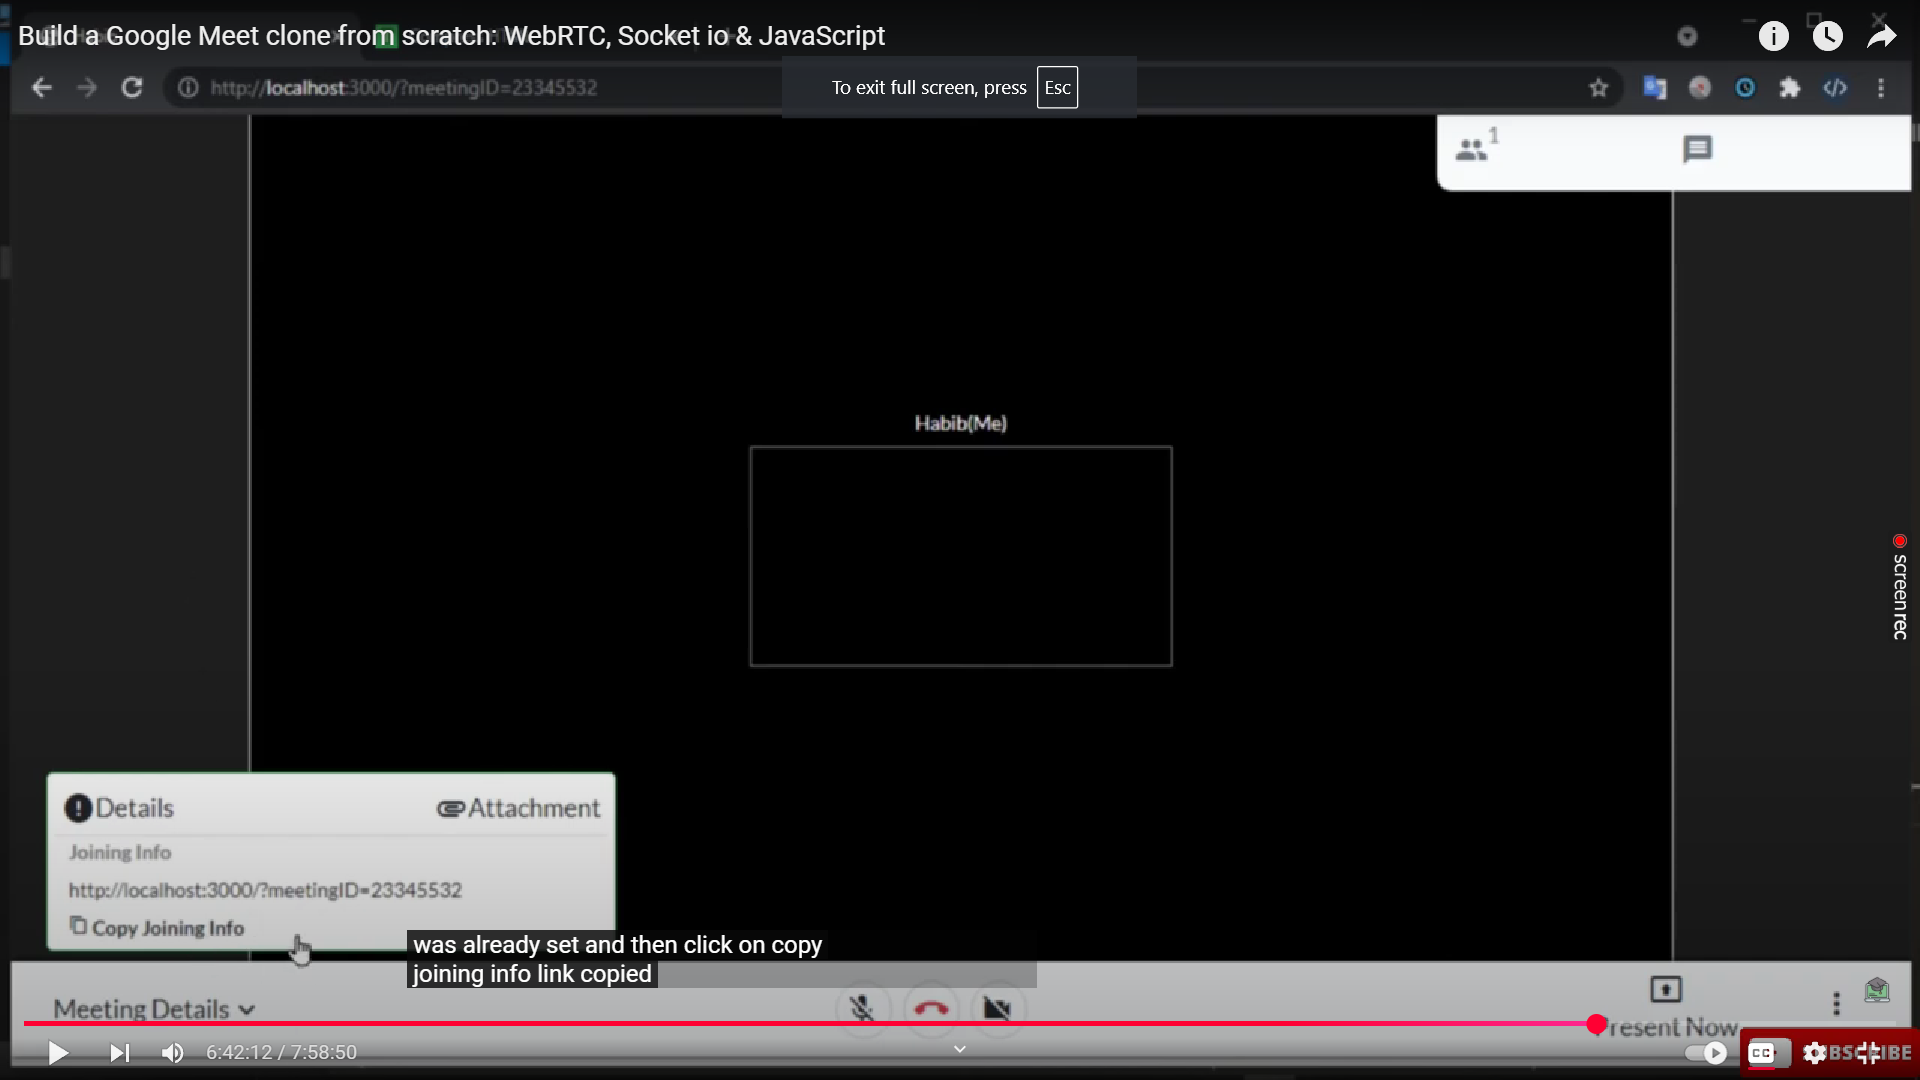 Build a Google Meet clone from scratch: WebRTC, Socket io & JavaScript
http://localhost:3000/?meetingID=23345532
To exit full screen, press Esc
1
Habib(Me)
screenrec
Details
Attachment
Joining Info
http://localhost:3000/?meetingID=23345532
Copy Joining Info
was already set and then click on copy
joining info link copied
Meeting Details
resent Now
6:42:12 / 7:58:50
CC
SUBSCRIBE